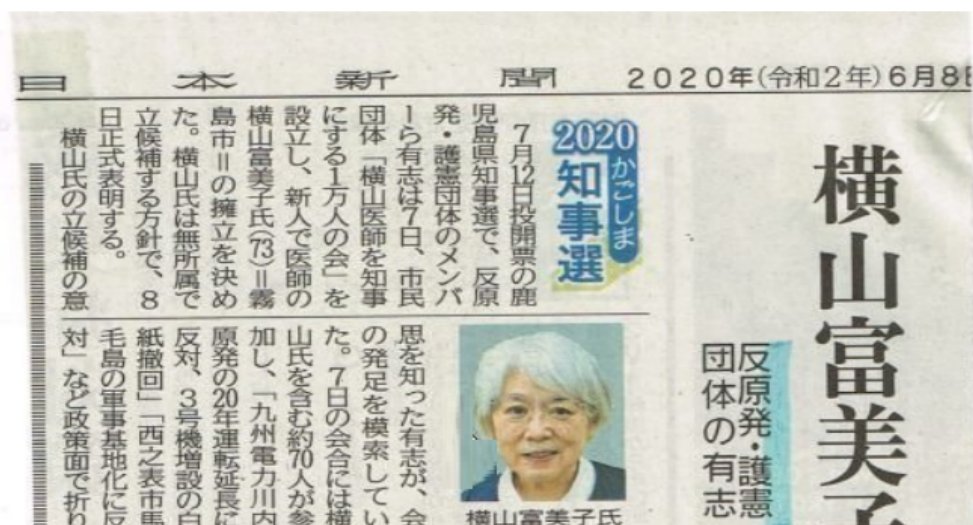 日本新聞
2020年(令和2年)6月8日
横山富美子
反原発・護憲
団体の有志
2020
かごしま
知事選
７月12日投開票の鹿
児島県知事選で、反原
発・護憲団体のメンバ
ーら有志は７日、市民
団体「横山医師を知事
にする１万人の会」を
設立し、新人で医師の
横山富美子氏(73)＝霧
島市＝の擁立を決め
た。横山氏は無所属で
立候補する方針で、８
日正式表明する。
横山氏の立候補の意
思を知った有志が、会
の発足を模索してい
た。７日の会合には横
山氏を含む約70人が参
加し、「九州電力川内
原発の20年運転延長に
反対、３号機増設の白
紙撤回」「西之表市馬
毛島の軍事基地化に反
対」など政策面で折り
横山富美子氏